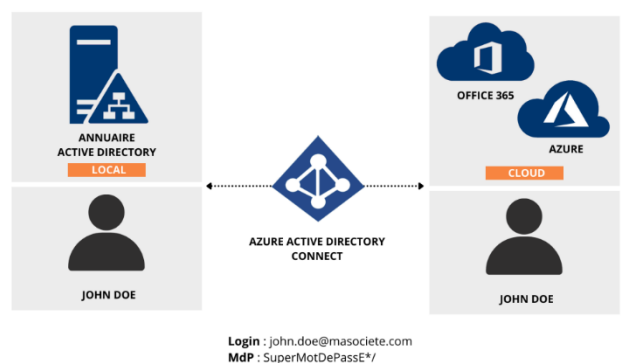 ANNUAIRE
ACTIVE DIRECTORY
LOCAL
JOHN DOE
AZURE ACTIVE DIRECTORY
CONNECT
OFFICE 365
AZURE
CLOUD
JOHN DOE
Login : john.doe@masociete.com
MdP : SuperMotDePassE*/